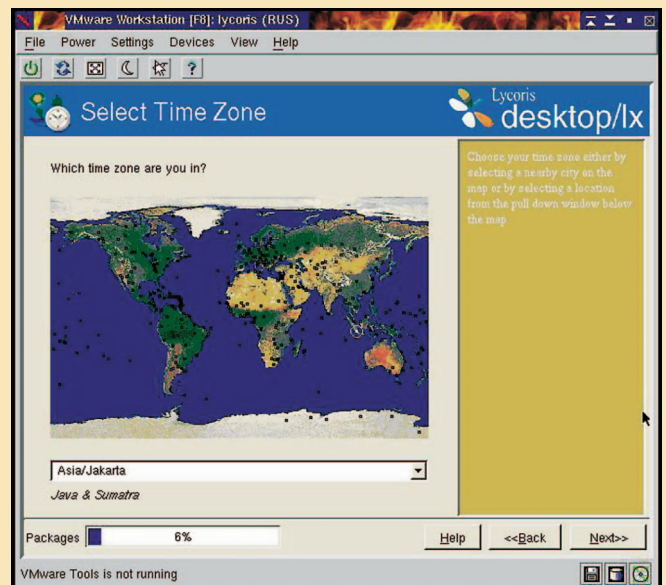 VMware Workstation [F8]: lycoris (RUS)
File Power Settings Devices View Help
?
Select Time Zone
Lycoris
desktop/lx
Which time zone are you in?
Choose your time zone either by
selecting a nearby city on the
map or by selecting a location
from the pull down window below
the map
Asia/Jakarta
Java & Sumatra
Packages 6%
Help <<Back Next>>
VMware Tools is not running